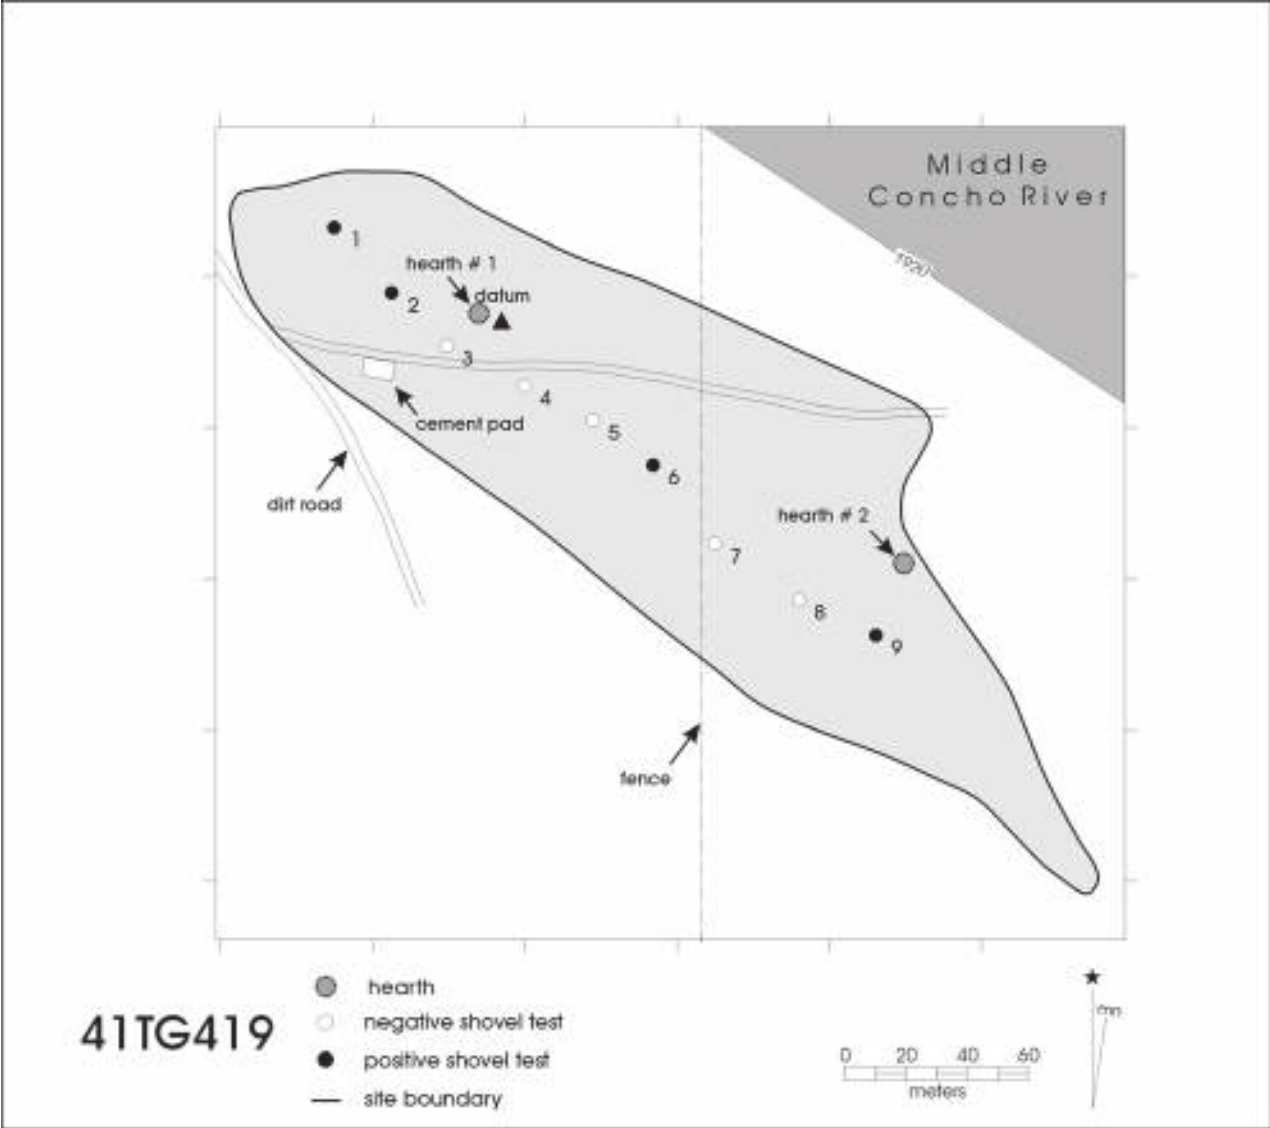 Middle
Concho River
1920
1
hearth # 1
datum
2
3
4
cement pad
5
6
dirt road
hearth # 2
7
8
9
fence
hearth
negative shovel test
positive shovel test
site boundary
41TG419
mn
0 20 40 60
meters